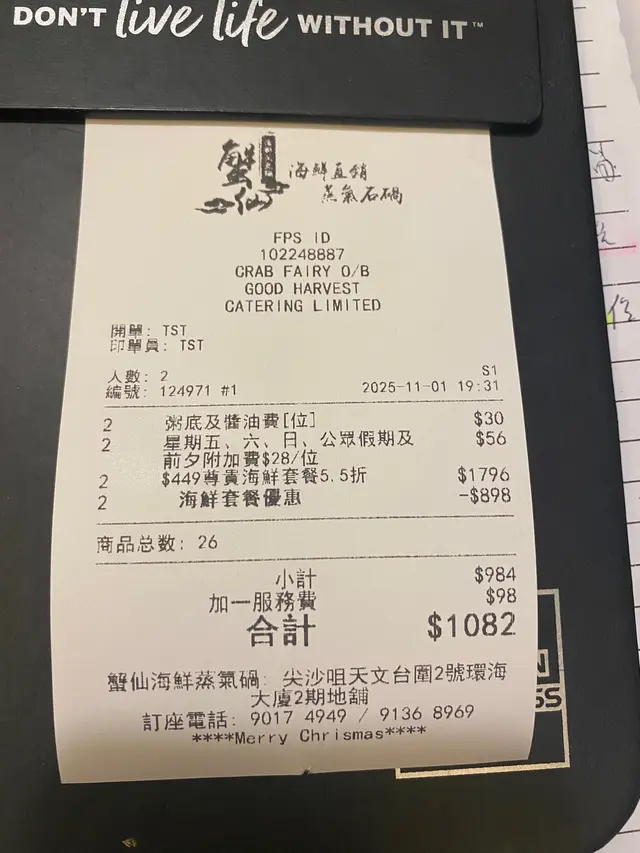 DON'T live life WITHOUT IT™
蟹仙
海鮮直銷
蒸氣石鍋
FPS ID
102248887
CRAB FAIRY O/B
GOOD HARVEST
CATERING LIMITED
開單: TST
印單員: TST
人數: 2 S1
編號: 124971 #1 2025-11-01 19:31
2 粥底及醬油費[位] $30
2 星期五、六、日、公眾假期及 $56
前夕附加費$28/位
2 $449尊貴海鮮套餐5.5折 $1796
2 海鮮套餐優惠 -$898
商品总数: 26
小計 $984
加一服務費 $98
合計 $1082
蟹仙海鮮蒸氣鍋: 尖沙咀天文台圍2號環海
大廈2期地舖
訂座電話: 9017 4949 / 9136 8969
****Merry Chrismas****